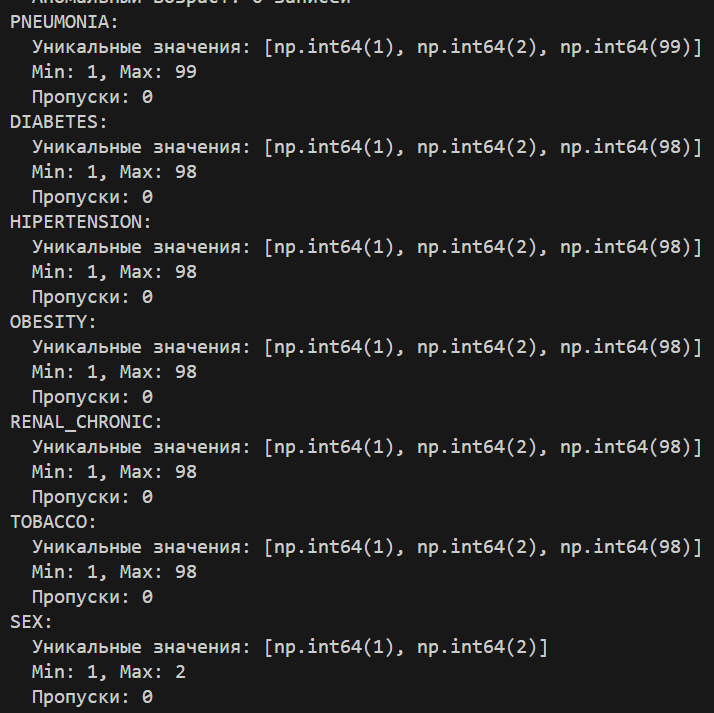 Аномальный возраст: 0 записей
PNEUMONIA:
  Уникальные значения: [np.int64(1), np.int64(2), np.int64(99)]
  Min: 1, Max: 99
  Пропуски: 0
DIABETES:
  Уникальные значения: [np.int64(1), np.int64(2), np.int64(98)]
  Min: 1, Max: 98
  Пропуски: 0
HIPERTENSION:
  Уникальные значения: [np.int64(1), np.int64(2), np.int64(98)]
  Min: 1, Max: 98
  Пропуски: 0
OBESITY:
  Уникальные значения: [np.int64(1), np.int64(2), np.int64(98)]
  Min: 1, Max: 98
  Пропуски: 0
RENAL_CHRONIC:
  Уникальные значения: [np.int64(1), np.int64(2), np.int64(98)]
  Min: 1, Max: 98
  Пропуски: 0
TOBACCO:
  Уникальные значения: [np.int64(1), np.int64(2), np.int64(98)]
  Min: 1, Max: 98
  Пропуски: 0
SEX:
  Уникальные значения: [np.int64(1), np.int64(2)]
  Min: 1, Max: 2
  Пропуски: 0